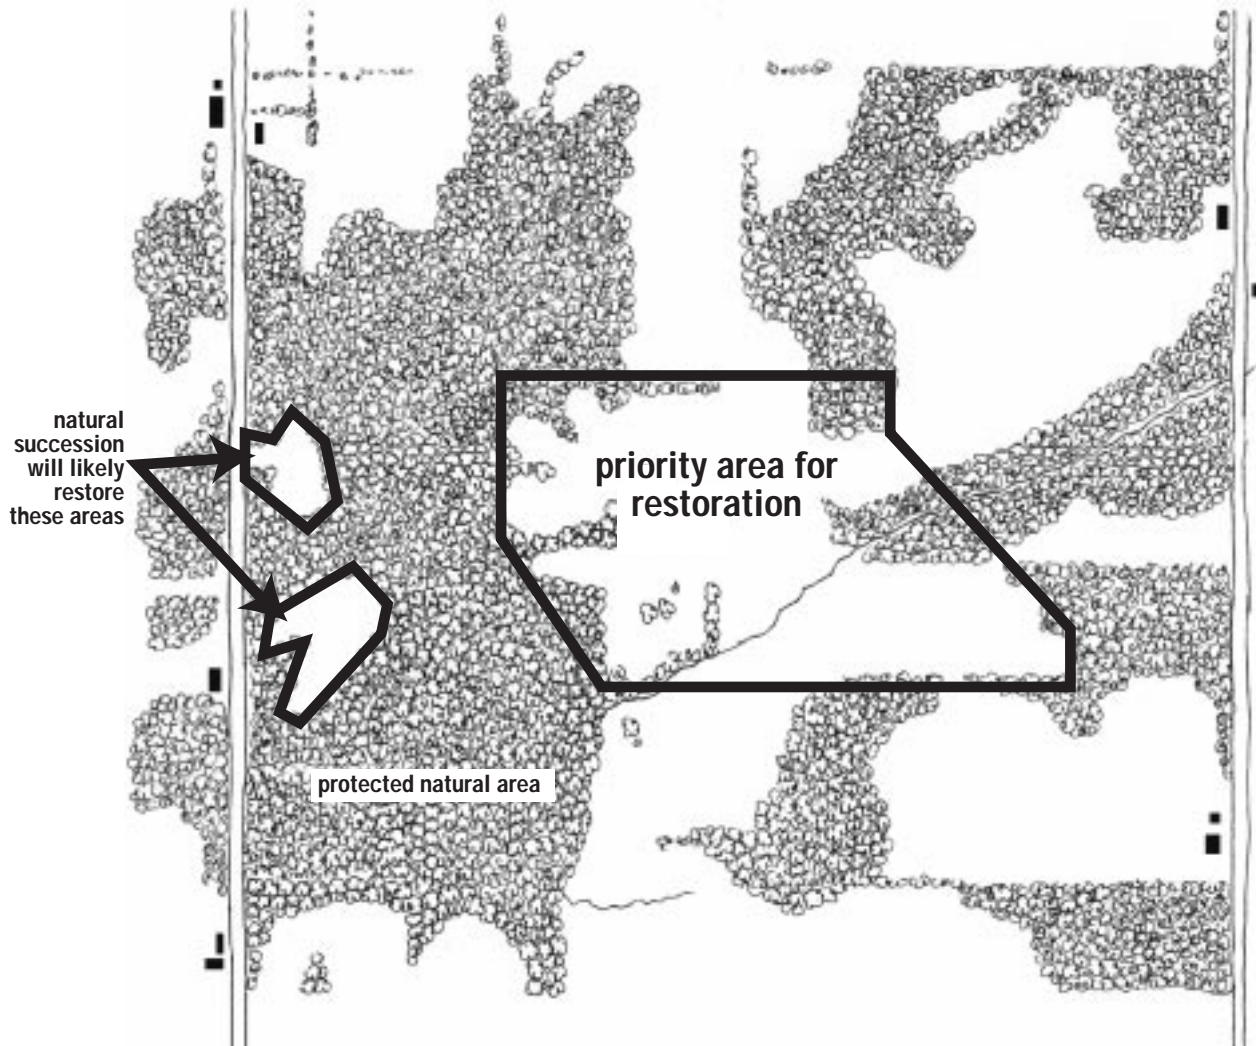 natural
succession
will likely
restore
these areas
priority area for
restoration
protected natural area